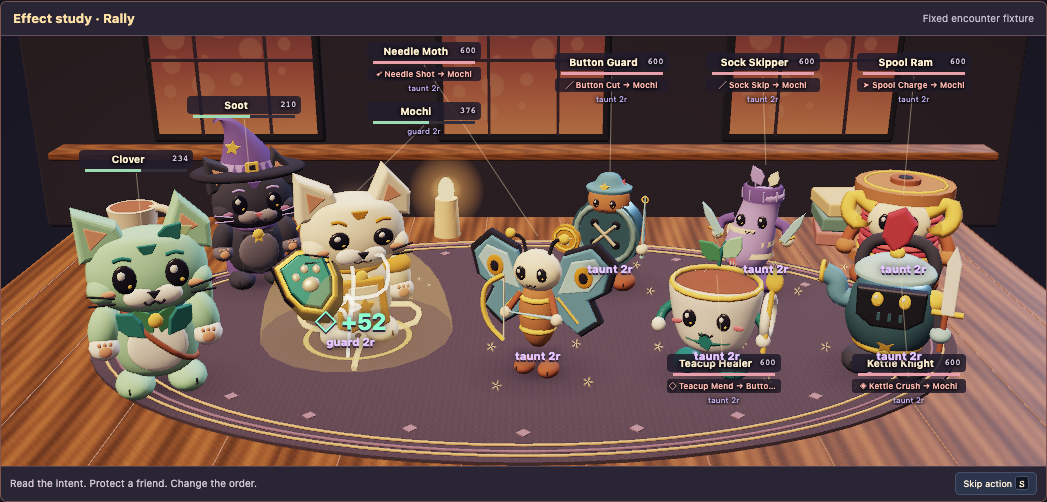 Effect study · Rally
Fixed encounter fixture
Needle Moth 600
Needle Shot → Mochi
taunt 2r
Button Guard 600
Button Cut → Mochi
taunt 2r
Sock Skipper 600
Sock Skip → Mochi
taunt 2r
Spool Ram 600
Spool Charge → Mochi
taunt 2r
Soot 210
Mochi 376
guard 2r
Clover 234
taunt 2r
taunt 2r
taunt 2r
+52
guard 2r
taunt 2r
taunt 2r
taunt 2r
Teacup Healer 600
Teacup Mend → Butto...
taunt 2r
Kettle Knight 600
Kettle Crush → Mochi
taunt 2r
Read the intent. Protect a friend. Change the order.
Skip action S